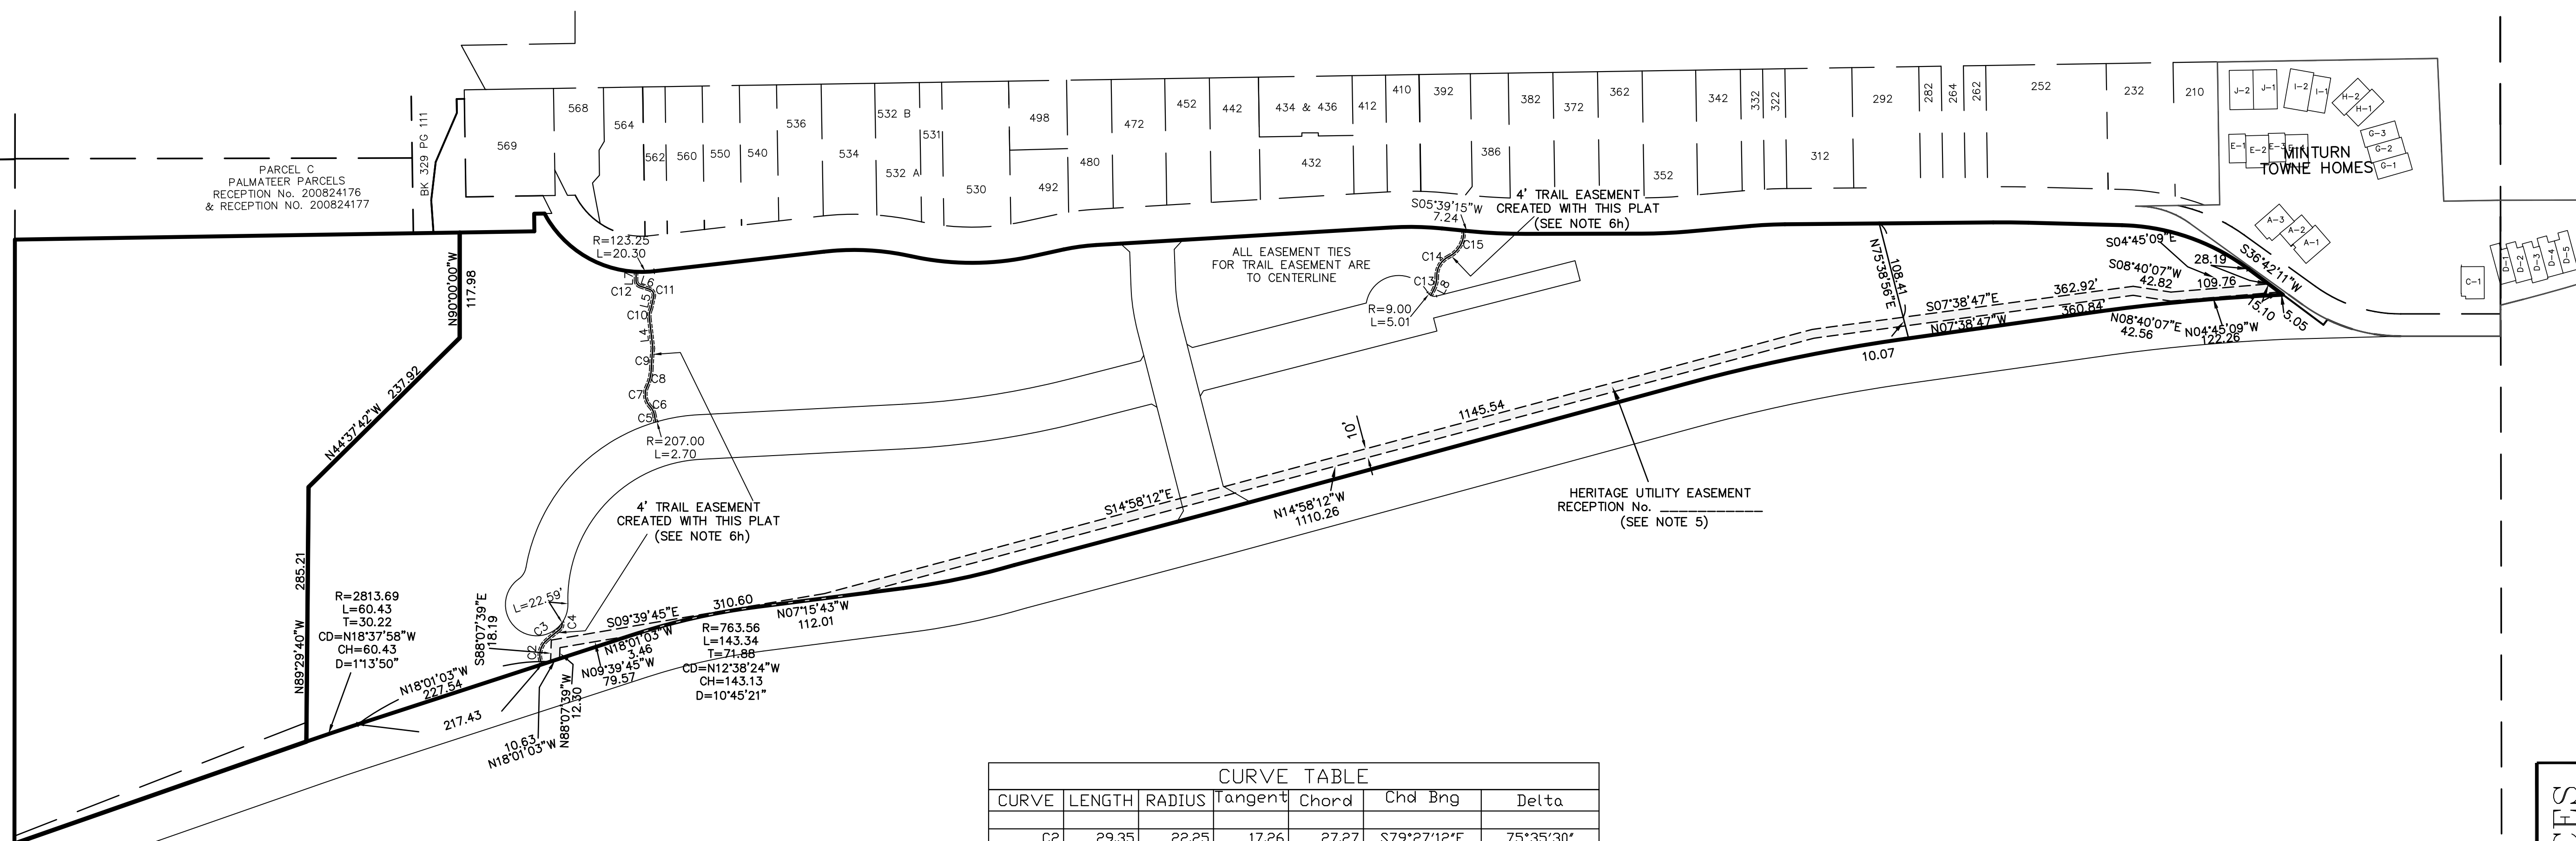 569
568
564
562
560
550
540
536
534
532 B
532 A
531
530
498
492
480
472
452
442
434 & 436
432
412
410
392
386
382
372
362
352
342
332
322
312
292
282
264
262
252
232
210
J-2
J-1
I-2
I-1
H-2
H-1
G-3
G-2
G-1
E-1
E-2
E-3
MINTURN
TOWNE HOMES
A-3
A-2
A-1
C-1
D-1
D-2
D-3
D-4
D-5
PARCEL C
PALMATEER PARCELS
RECEPTION No. 200824176
& RECEPTION NO. 200824177
BK 329 PG 111
N90°00'00"W
117.98
N44°37'42"W 237.92
N89°29'40"W 285.21
R=123.25
L=20.30
L7
L6
C12
C11
L5
C10
L4
C9
C8
C7
C6
C5
R=207.00
L=2.70
4' TRAIL EASEMENT
CREATED WITH THIS PLAT
(SEE NOTE 6h)
ALL EASEMENT TIES
FOR TRAIL EASEMENT ARE
TO CENTERLINE
S05°39'15"W
7.24
4' TRAIL EASEMENT
CREATED WITH THIS PLAT
(SEE NOTE 6h)
C15
C14
C13
L8
R=9.00
L=5.01
N75°38'56"E
108.41
S04°45'09"E
28.19
S36°42'11"W
S08°40'07"W
42.82
109.76
S07°38'47"E 362.92'
N07°38'47"W 360.84'
15.10
5.05
N08°40'07"E
42.56
N04°45'09"W
122.26
10.07
1145.54
10'
S14°58'12"E
N14°58'12"W
1110.26
HERITAGE UTILITY EASEMENT
RECEPTION No. ___________
(SEE NOTE 5)
R=2813.69
L=60.43
T=30.22
CD=N18°37'58"W
CH=60.43
D=1°13'50"
N18°01'03"W
227.54
217.43
S88°07'39"E
18.19
L=22.59'
C3
C4
C2
S09°39'45"E 310.60
N07°15'43"W
112.01
N18°01'03"W
3.46
N09°39'45"W
79.57
N88°07'39"W
12.30
10.63
N18°01'03"W
R=763.56
L=143.34
T=71.88
CD=N12°38'24"W
CH=143.13
D=10°45'21"
CURVE TABLE
CURVE LENGTH RADIUS Tangent Chord Chd Bng Delta
C2 29.35 22.25 17.26 27.27 S79°27'12"E 75°35'30"